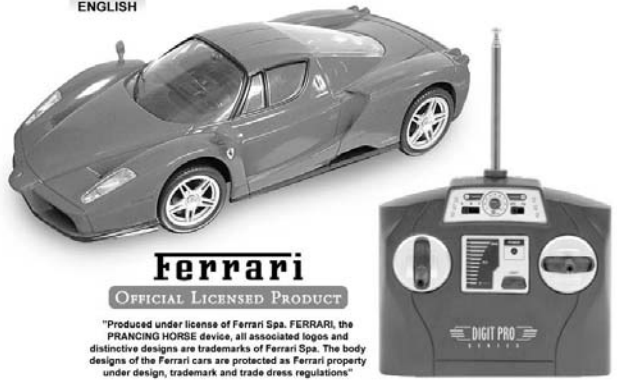 ENGLISH
Ferrari
OFFICIAL LICENSED PRODUCT
"Produced under license of Ferrari Spa. FERRARI, the
PRANCING HORSE device, all associated logos and
distinctive designs are trademarks of Ferrari Spa. The body
designs of the Ferrari cars are protected as Ferrari property
under design, trademark and trade dress regulations"
DIGIT PRO
SERIES